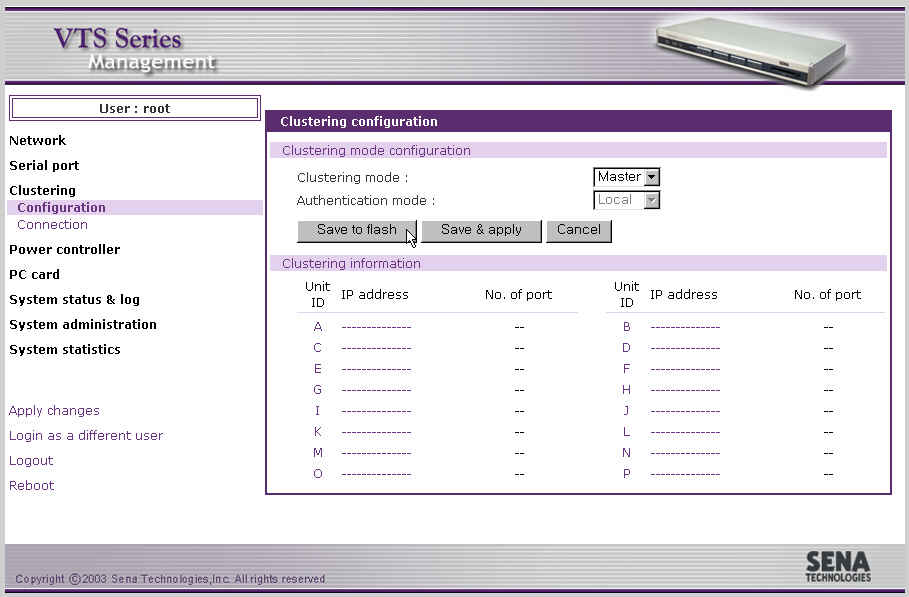 VTS Series
Management
User : root
Network
Serial port
Clustering
Configuration
Connection
Power controller
PC card
System status & log
System administration
System statistics
Apply changes
Login as a different user
Logout
Reboot
Clustering configuration
Clustering mode configuration
Clustering mode : Master
Authentication mode : Local
Save to flash Save & apply Cancel
Clustering information
Unit ID IP address No. of port Unit ID IP address No. of port
A -------------- -- B -------------- --
C -------------- -- D -------------- --
E -------------- -- F -------------- --
G -------------- -- H -------------- --
I -------------- -- J -------------- --
K -------------- -- L -------------- --
M -------------- -- N -------------- --
O -------------- -- P -------------- --
Copyright ©2003 Sena Technologies,Inc. All rights reserved
SENA
TECHNOLOGIES